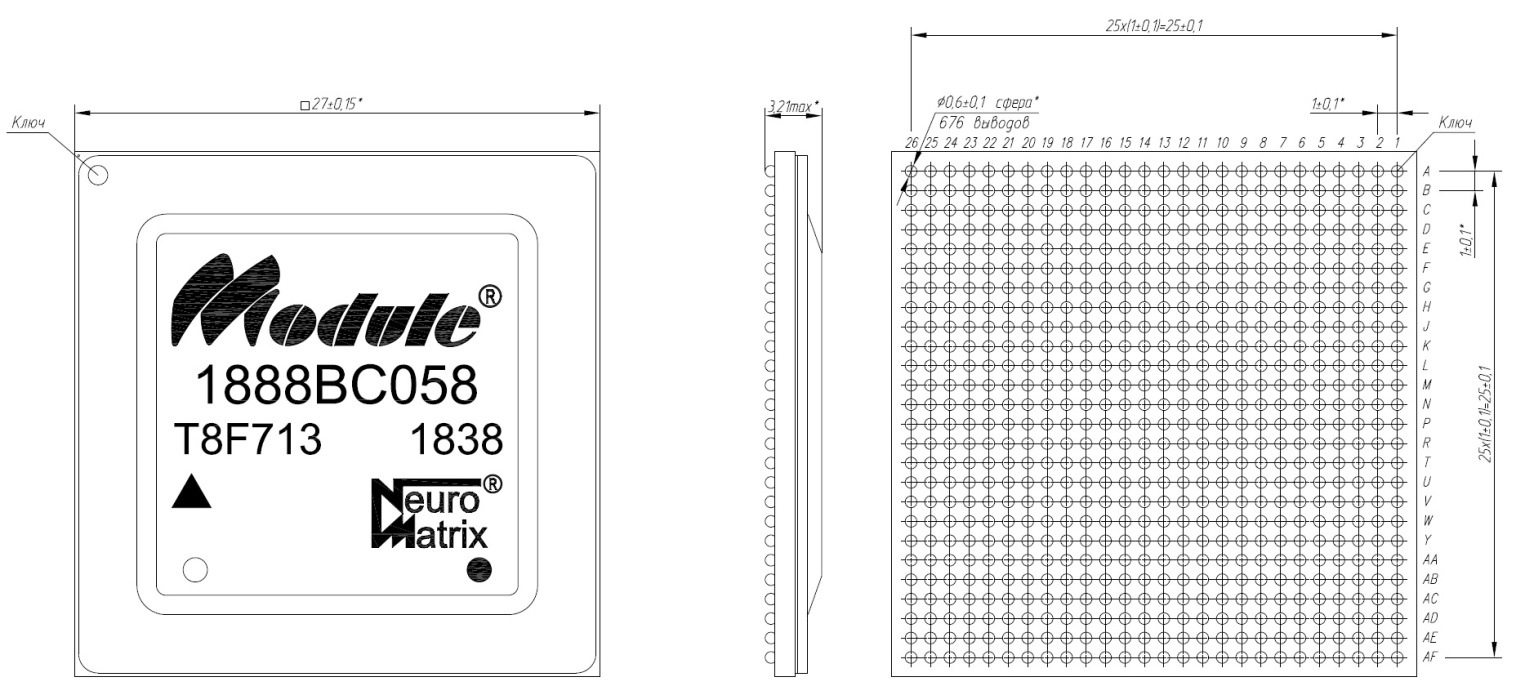 □27±0,15*
Ключ
Module®
1888BC058
T8F713 1838
Neuro®
Matrix
3,21max*
25x(1±0,1)=25±0,1
⌀0,6±0,1 сфера*
676 выводов
1±0,1*
Ключ
26 25 24 23 22 21 20 19 18 17 16 15 14 13 12 11 10 9 8 7 6 5 4 3 2 1
A
B
C
D
E
F
G
H
J
K
L
M
N
P
R
T
U
V
W
Y
AA
AB
AC
AD
AE
AF
1±0,1*
25x(1±0,1)=25±0,1